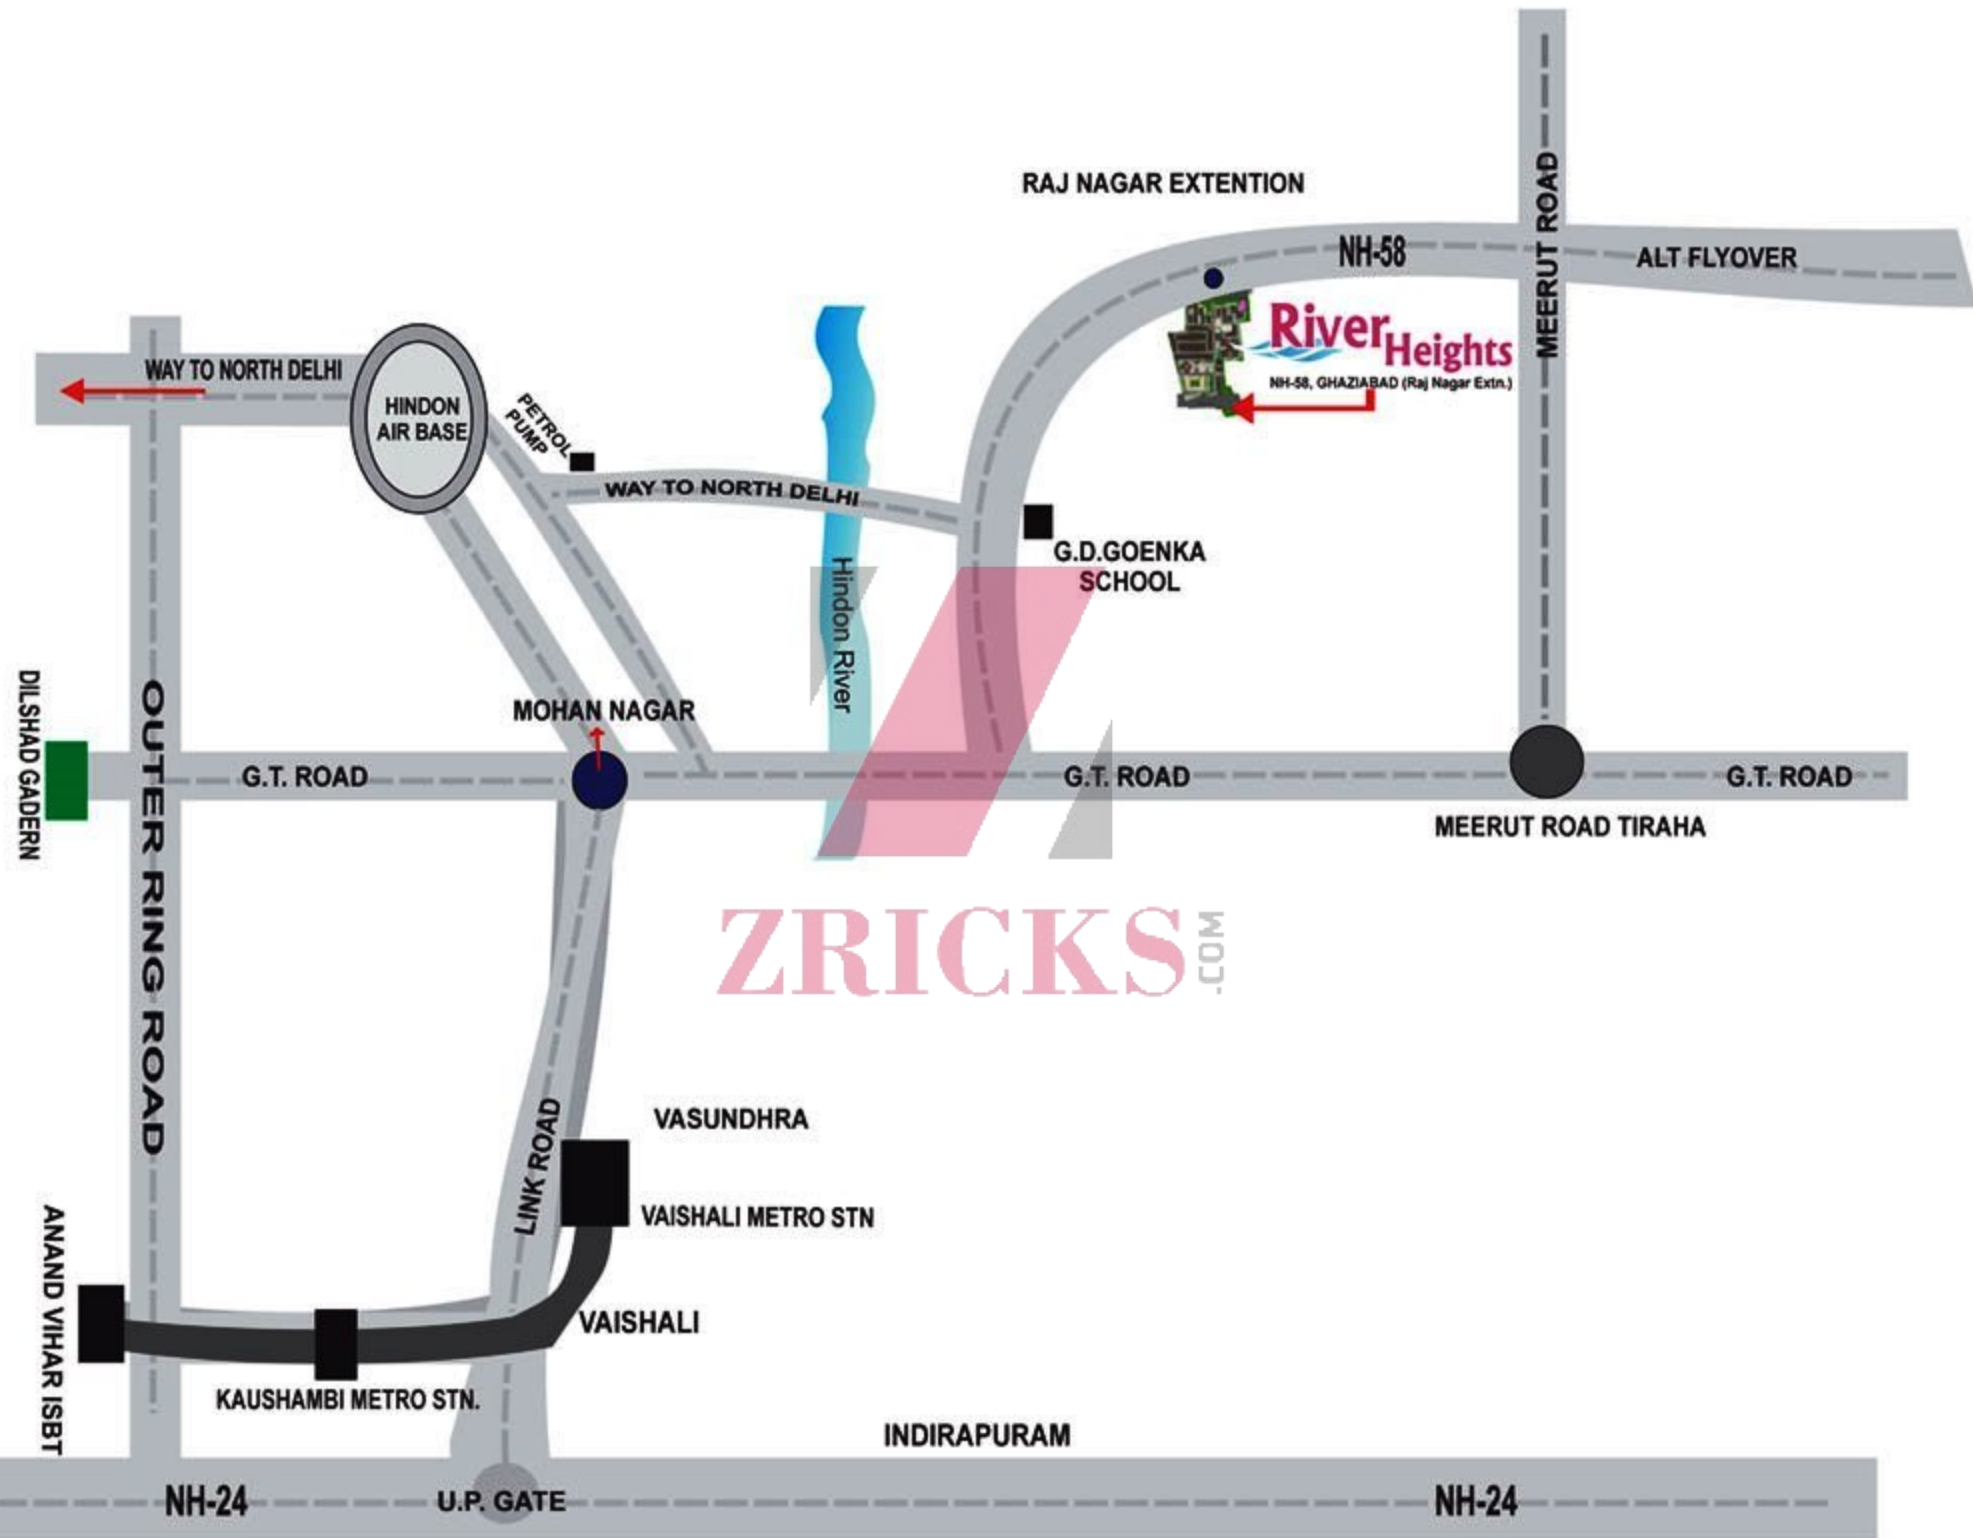 RAJ NAGAR EXTENTION
MEERUT ROAD
NH-58
ALT FLYOVER
River Heights
NH-58, GHAZIABAD (Raj Nagar Extn.)
WAY TO NORTH DELHI
HINDON
AIR BASE
PETROL
PUMP
WAY TO NORTH DELHI
G.D.GOENKA
SCHOOL
Hindon River
DILSHAD GADERN
OUTER RING ROAD
MOHAN NAGAR
G.T. ROAD
G.T. ROAD
G.T. ROAD
MEERUT ROAD TIRAHA
ZRICKS
.COM
LINK ROAD
VASUNDHRA
VAISHALI METRO STN
ANAND VIHAR ISBT
VAISHALI
KAUSHAMBI METRO STN.
INDIRAPURAM
NH-24
U.P. GATE
NH-24